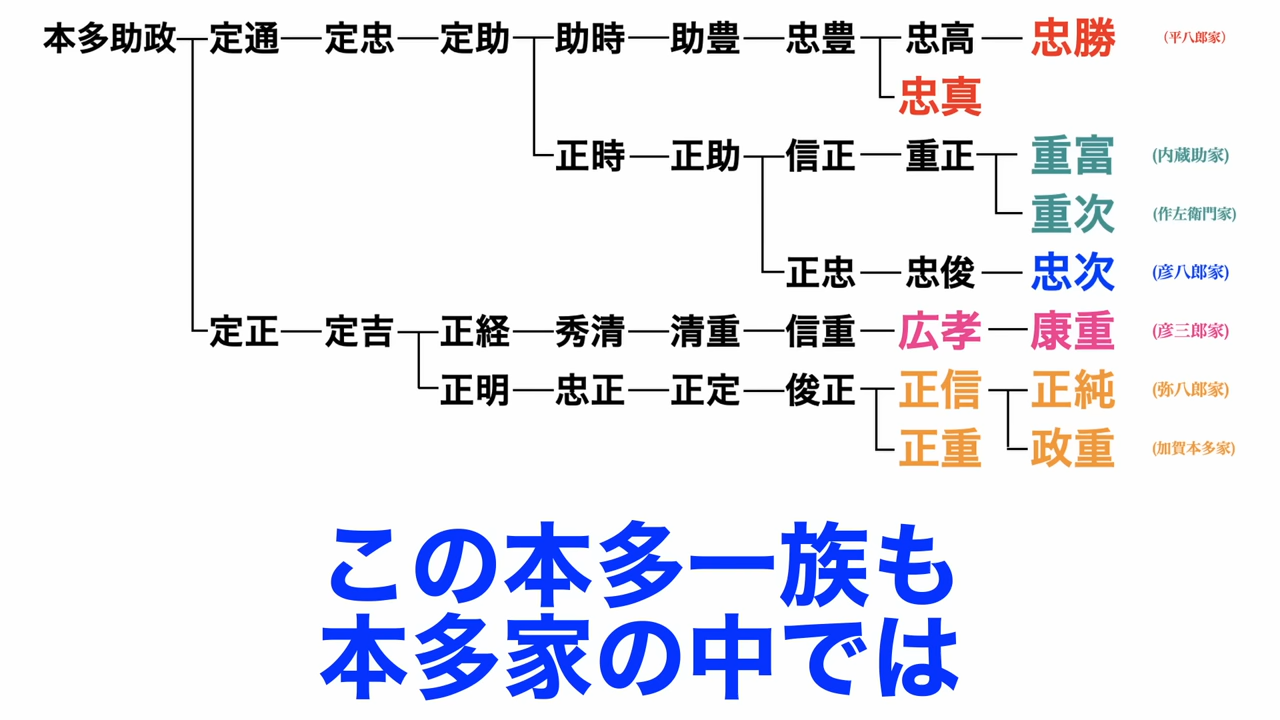 本多助政 定通 定忠 定助 助時 助豊 忠豊 忠高 忠勝 (平八郎家)
忠真
正時 正助 信正 重正 重富 (内蔵助家)
重次 (作左衛門家)
正忠 忠俊 忠次 (彦八郎家)
定正 定吉 正経 秀清 清重 信重 広孝 康重 (彦三郎家)
正明 忠正 正定 俊正 正信 正純 (弥八郎家)
正重 政重 (加賀本多家)
この本多一族も
本多家の中では